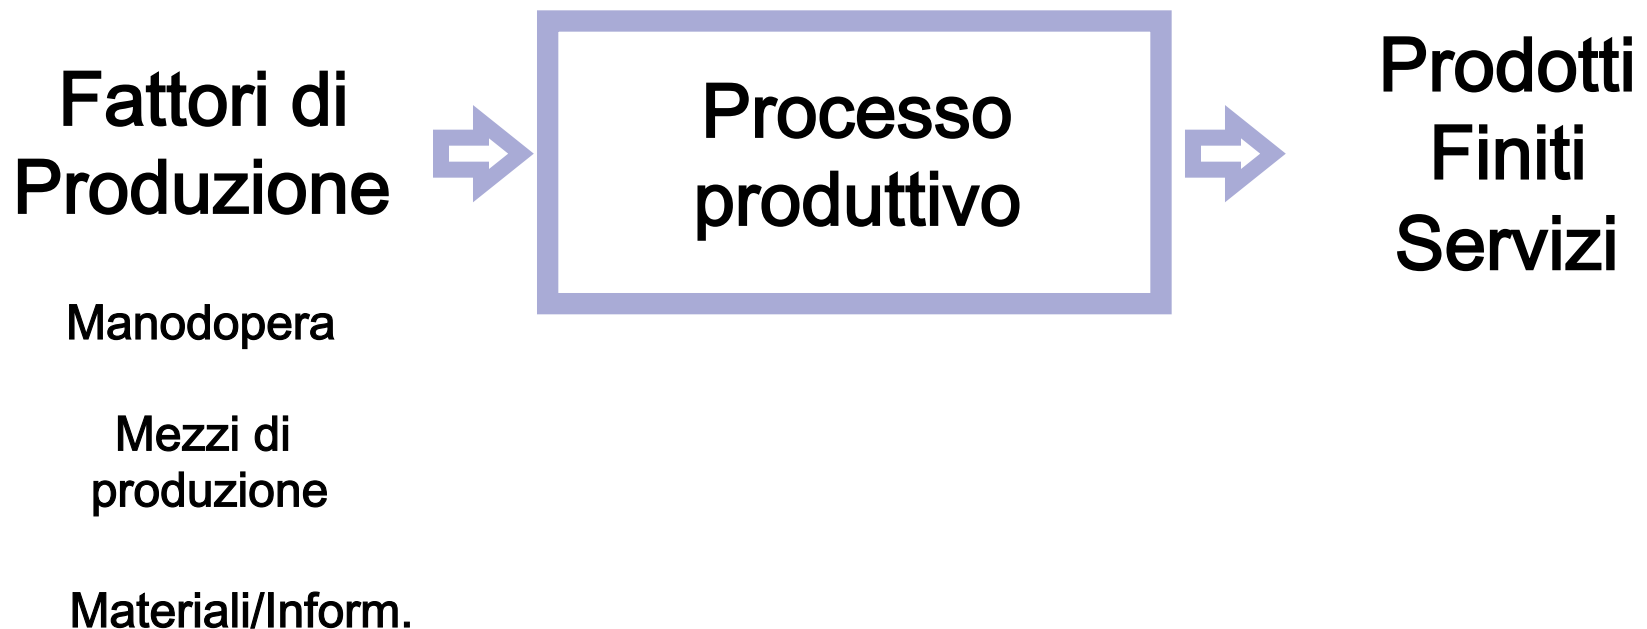 Fattori di
Produzione
Manodopera
Mezzi di
produzione
Materiali/Inform.
Processo
produttivo
Prodotti
Finiti
Servizi